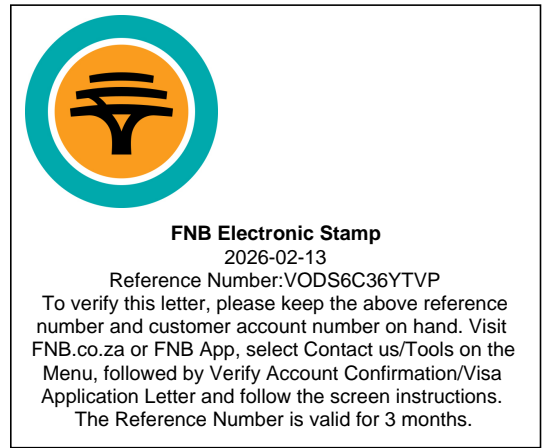 FNB Electronic Stamp
2026-02-13
Reference Number:VODS6C36YTVP
To verify this letter, please keep the above reference
number and customer account number on hand. Visit
FNB.co.za or FNB App, select Contact us/Tools on the
Menu, followed by Verify Account Confirmation/Visa
Application Letter and follow the screen instructions.
The Reference Number is valid for 3 months.